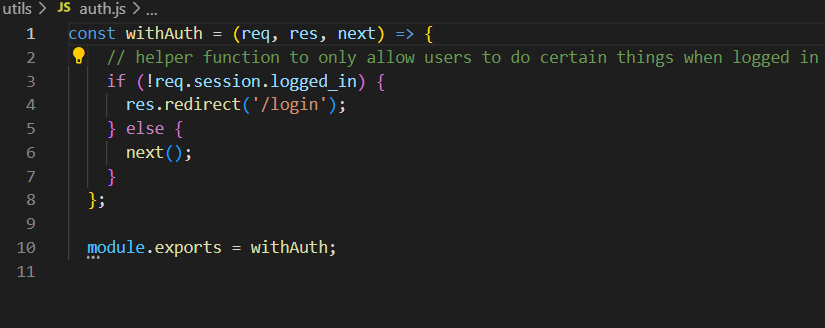 utils > JS auth.js > ...
1 const withAuth = (req, res, next) => {
2 // helper function to only allow users to do certain things when logged in
3 if (!req.session.logged_in) {
4 res.redirect('/login');
5 } else {
6 next();
7 }
8 };
9
10 module.exports = withAuth;
11